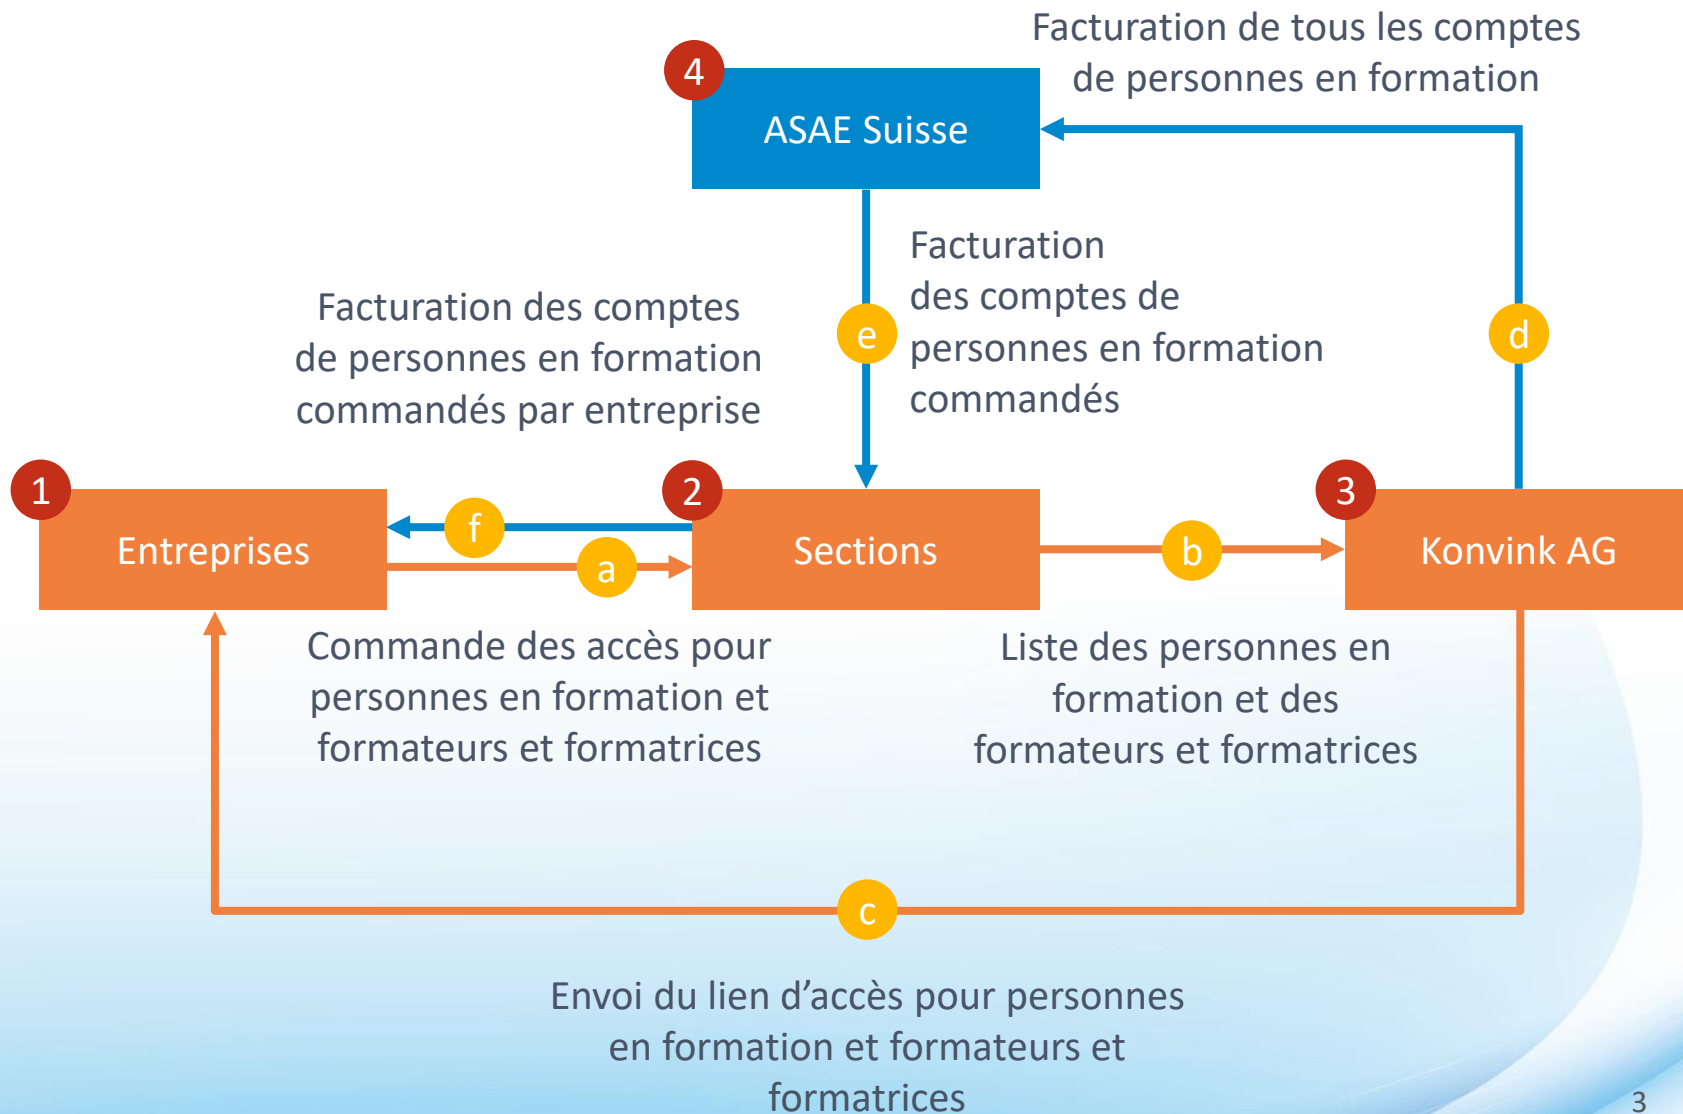 Facturation de tous les comptes
de personnes en formation
4
ASAE Suisse
Facturation
des comptes de
personnes en formation
commandés
e
d
Facturation des comptes
de personnes en formation
commandés par entreprise
1
Entreprises
f
a
2
Sections
b
3
Konvink AG
Commande des accès pour
personnes en formation et
formateurs et formatrices
Liste des personnes en
formation et des
formateurs et formatrices
c
Envoi du lien d’accès pour personnes
en formation et formateurs et
formatrices
3